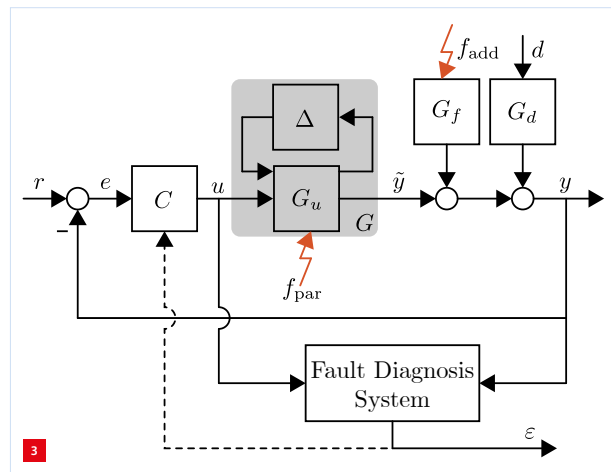 f_add
d
Δ
G_f
G_d
r
e
C
u
G_u
ỹ
y
G
−
f_par
Fault Diagnosis
System
ε
3